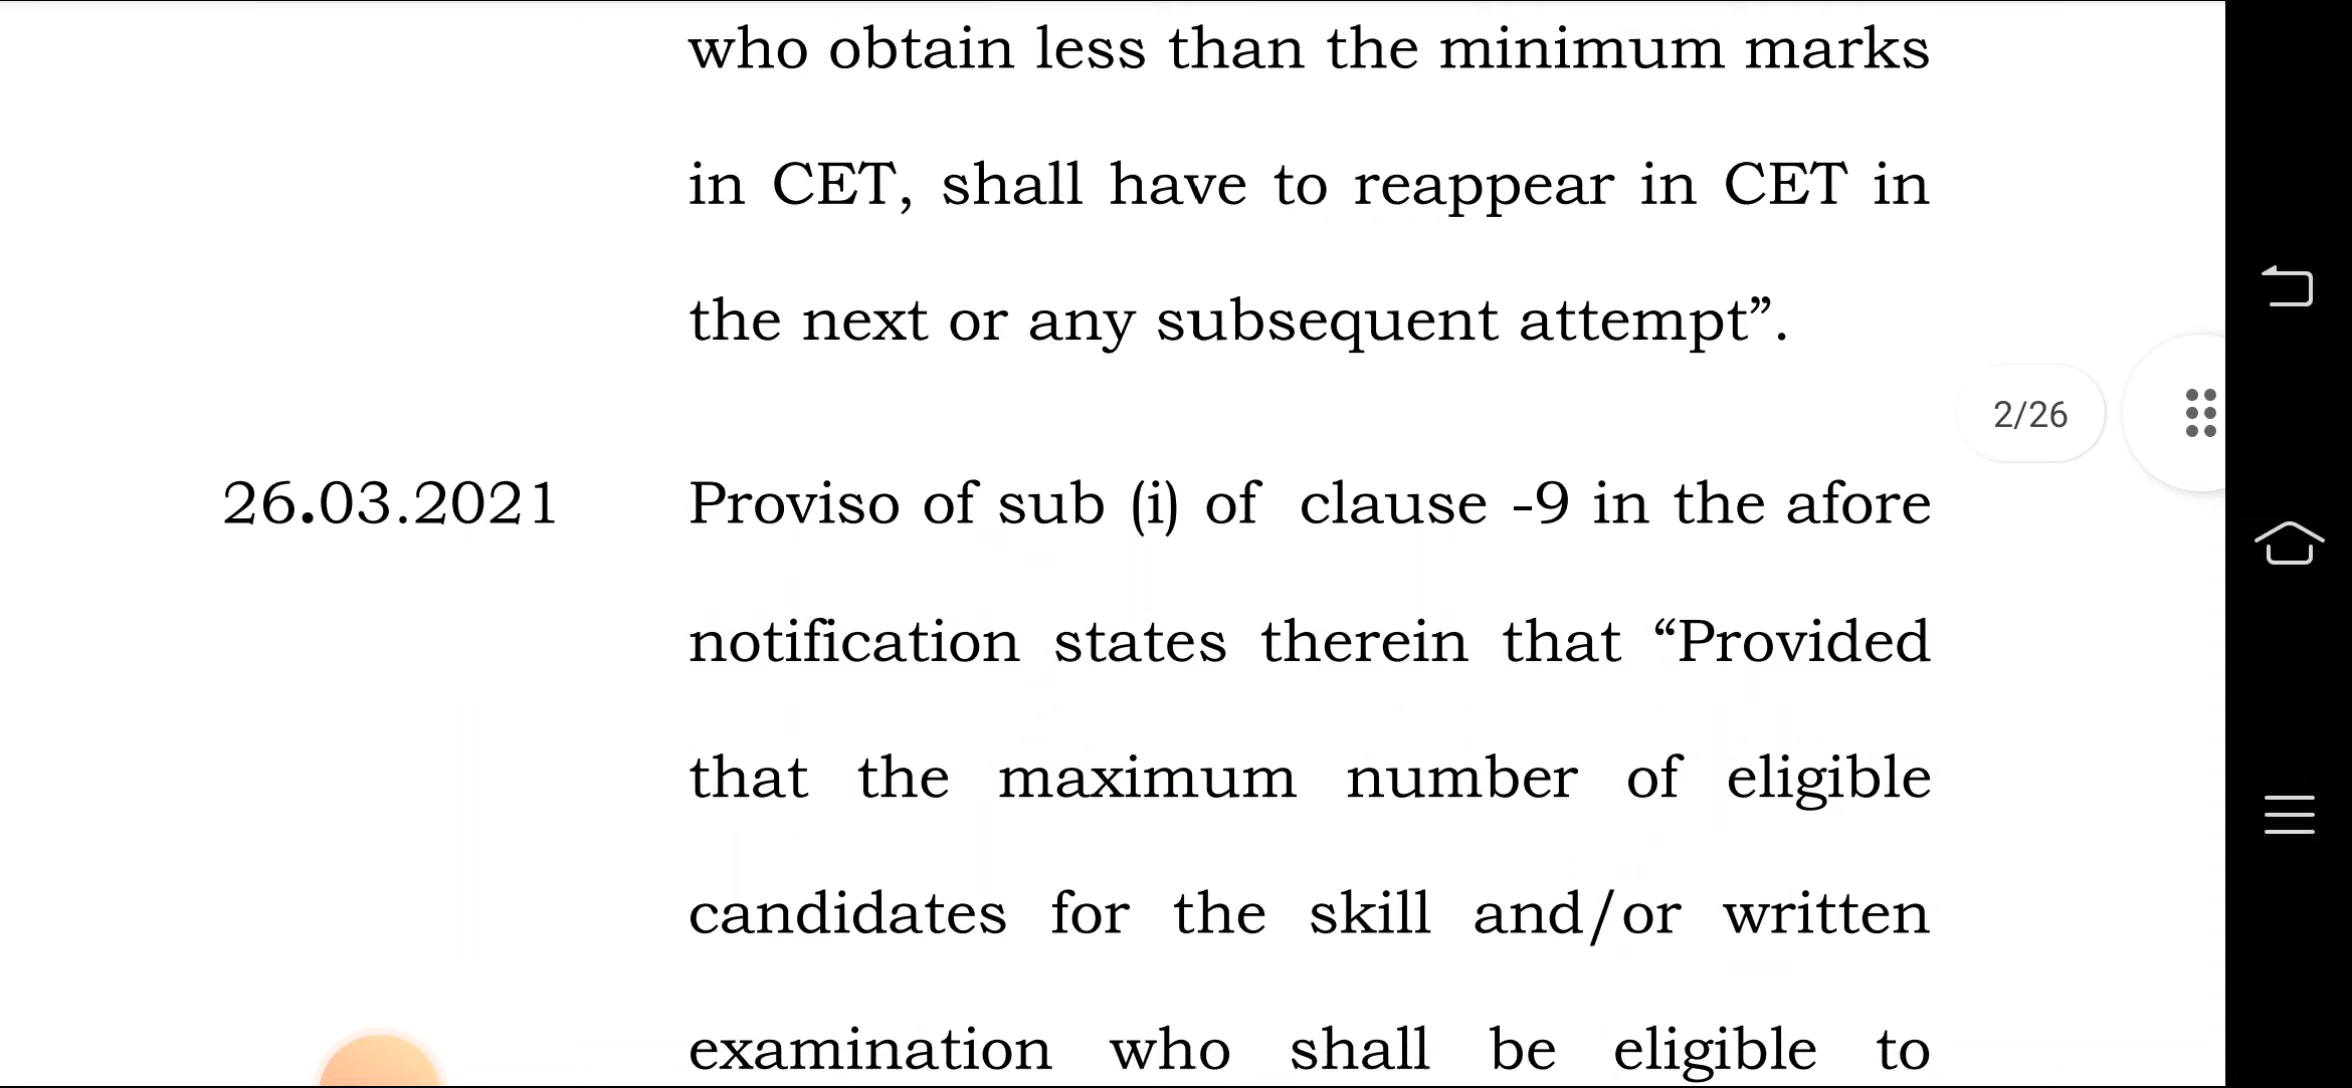 who obtain less than the minimum marks
in CET, shall have to reappear in CET in
the next or any subsequent attempt”.
2/26
26.03.2021 Proviso of sub (i) of clause -9 in the afore
notification states therein that “Provided
that the maximum number of eligible
candidates for the skill and/or written
examination who shall be eligible to